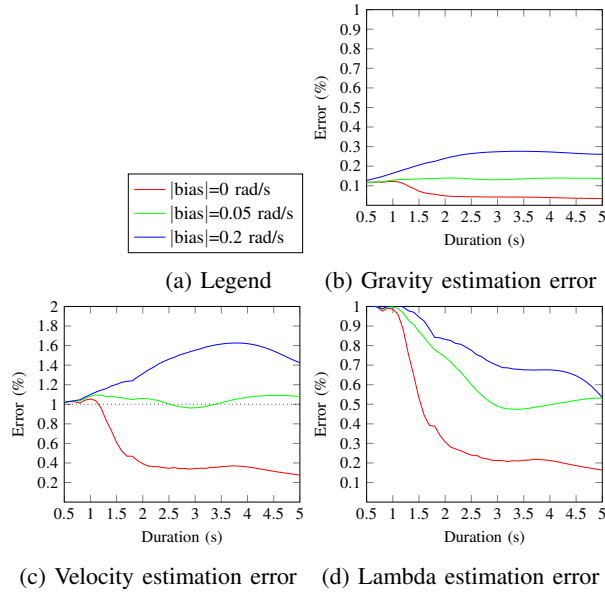 1
0.9
0.8
0.7
0.6
0.5
0.4
0.3
0.2
0.1
Error (%)
0.5 1 1.5 2 2.5 3 3.5 4 4.5 5
Duration (s)
|bias|=0 rad/s
|bias|=0.05 rad/s
|bias|=0.2 rad/s
(a) Legend
(b) Gravity estimation error
2
1.8
1.6
1.4
1.2
1
0.8
0.6
0.4
0.2
0
Error (%)
0.5 1 1.5 2 2.5 3 3.5 4 4.5 5
Duration (s)
(c) Velocity estimation error
1
0.9
0.8
0.7
0.6
0.5
0.4
0.3
0.2
0.1
0
Error (%)
0.5 1 1.5 2 2.5 3 3.5 4 4.5 5
Duration (s)
(d) Lambda estimation error